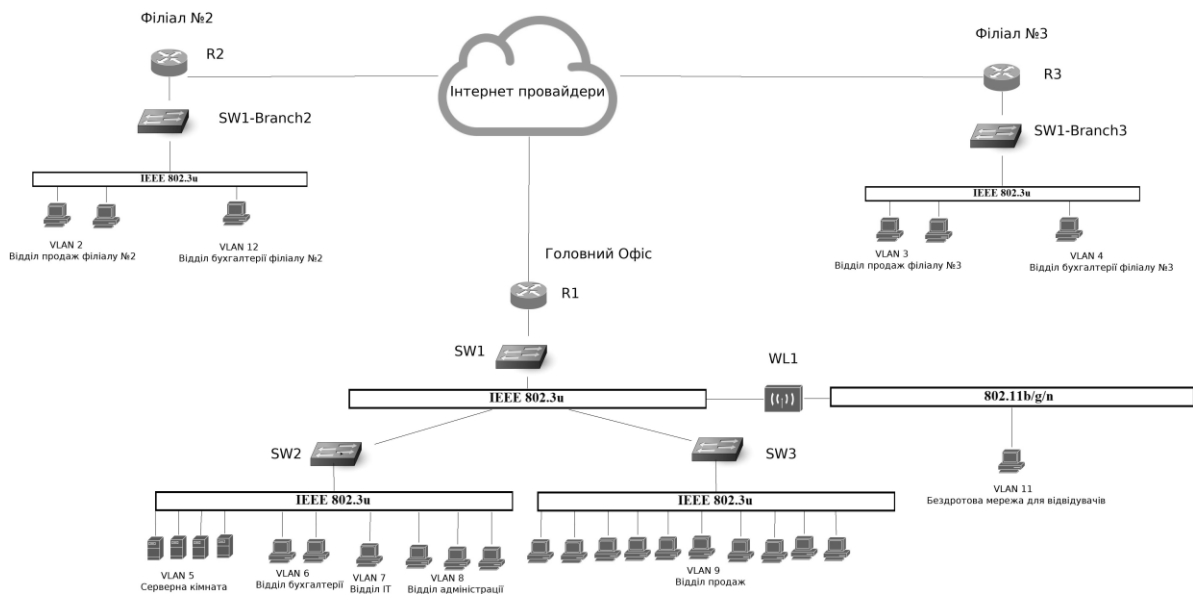 Філіал №2
R2
SW1-Branch2
IEEE 802.3u
VLAN 2
Відділ продаж філіалу №2
VLAN 12
Відділ бухгалтерії філіалу №2
Інтернет провайдери
Філіал №3
R3
SW1-Branch3
IEEE 802.3u
VLAN 3
Відділ продаж філіалу №3
VLAN 4
Відділ бухгалтерії філіалу №3
Головний Офіс
R1
SW1
IEEE 802.3u
WL1
802.11b/g/n
VLAN 11
Бездротова мережа для відвідувачів
SW2
IEEE 802.3u
VLAN 5
Серверна кімната
VLAN 6
Відділ бухгалтерії
VLAN 7
Відділ ІТ
VLAN 8
Відділ адміністрації
SW3
IEEE 802.3u
VLAN 9
Відділ продаж